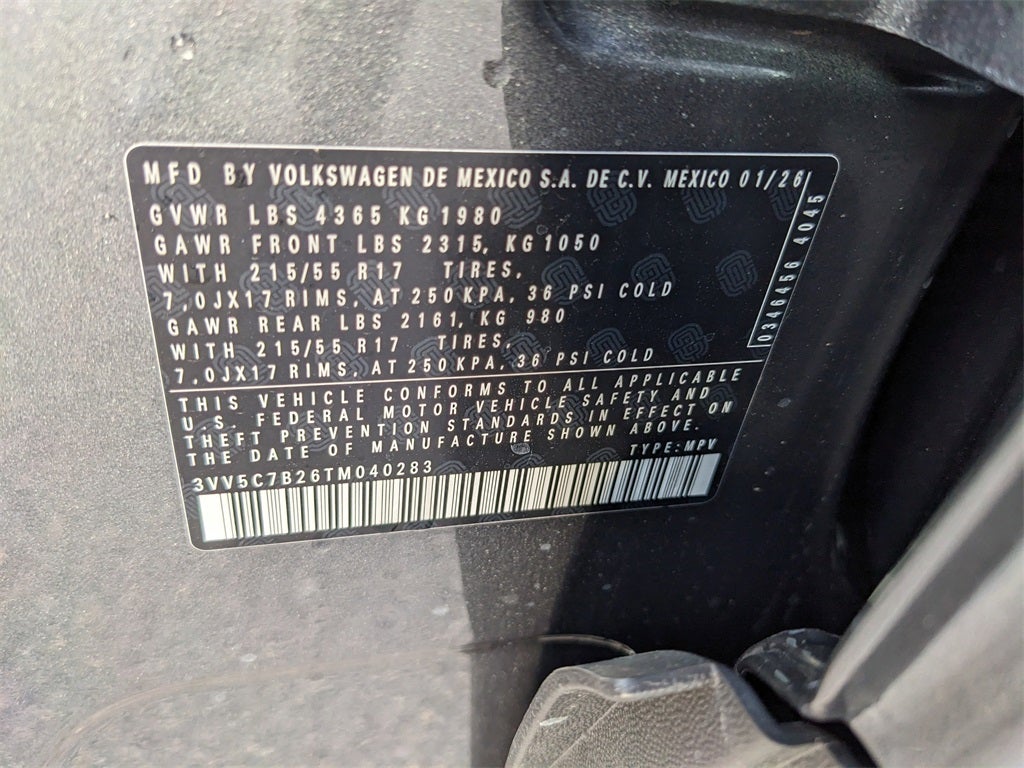 MFD BY VOLKSWAGEN DE MEXICO S.A. DE C.V. MEXICO 01/26
GVWR LBS 4365 KG 1980
GAWR FRONT LBS 2315, KG 1050
WITH 215/55 R17 TIRES,
7,0JX17 RIMS, AT 250KPA, 36 PSI COLD
GAWR REAR LBS 2161, KG 980
WITH 215/55 R17 TIRES,
7,0JX17 RIMS, AT 250KPA, 36 PSI COLD
0346456 4045
THIS VEHICLE CONFORMS TO ALL APPLICABLE
U.S. FEDERAL MOTOR VEHICLE SAFETY AND
THEFT PREVENTION STANDARDS IN EFFECT ON
THE DATE OF MANUFACTURE SHOWN ABOVE.
TYPE:MPV
3VV5C7B26TM040283